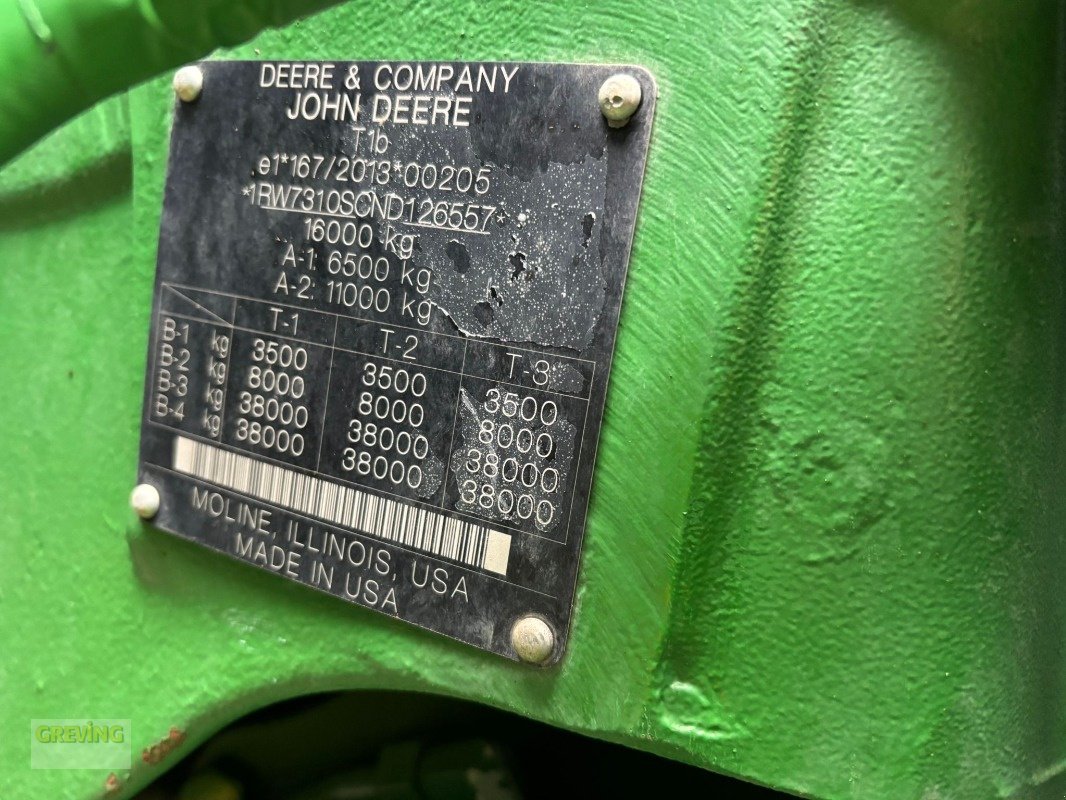 DEERE & COMPANY
JOHN DEERE
T1b
e1*167/2013*00205
*1RW7310SCND126557*
16000 kg
A-1: 6500 kg
A-2: 11000 kg
T-1 T-2 T-3
B-1 kg 3500 3500 3500
B-2 kg 8000 8000 8000
B-3 kg 38000 38000 38000
B-4 kg 38000 38000 38000
MOLINE, ILLINOIS, USA
MADE IN USA
GREVING